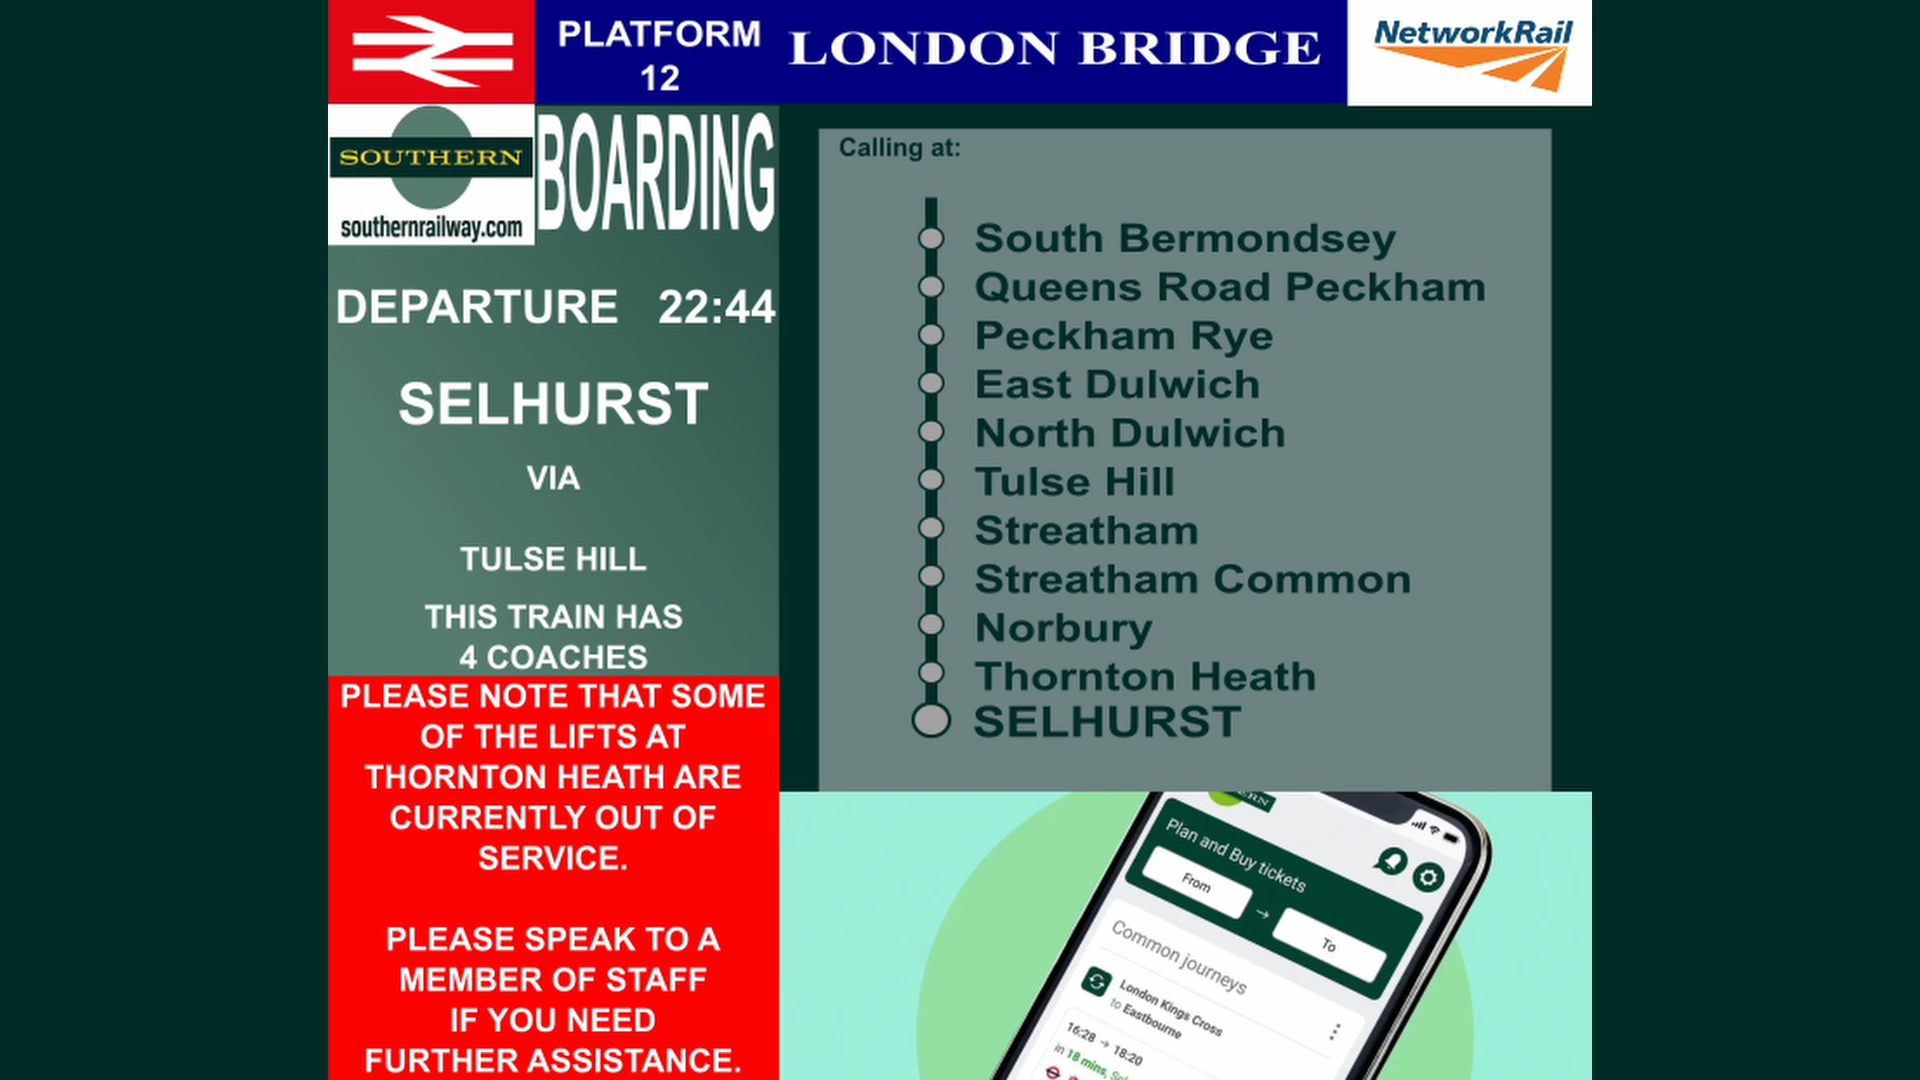 PLATFORM
12
LONDON BRIDGE
NetworkRail
SOUTHERN
southernrailway.com
BOARDING
DEPARTURE 22:44
SELHURST
VIA
TULSE HILL
THIS TRAIN HAS
4 COACHES
PLEASE NOTE THAT SOME
OF THE LIFTS AT
THORNTON HEATH ARE
CURRENTLY OUT OF
SERVICE.
PLEASE SPEAK TO A
MEMBER OF STAFF
IF YOU NEED
FURTHER ASSISTANCE.
Calling at:
South Bermondsey
Queens Road Peckham
Peckham Rye
East Dulwich
North Dulwich
Tulse Hill
Streatham
Streatham Common
Norbury
Thornton Heath
SELHURST
Plan and Buy tickets
From
→
To
Common journeys
London Kings Cross
to Eastbourne
16:28 → 18:20
in 18 mins,